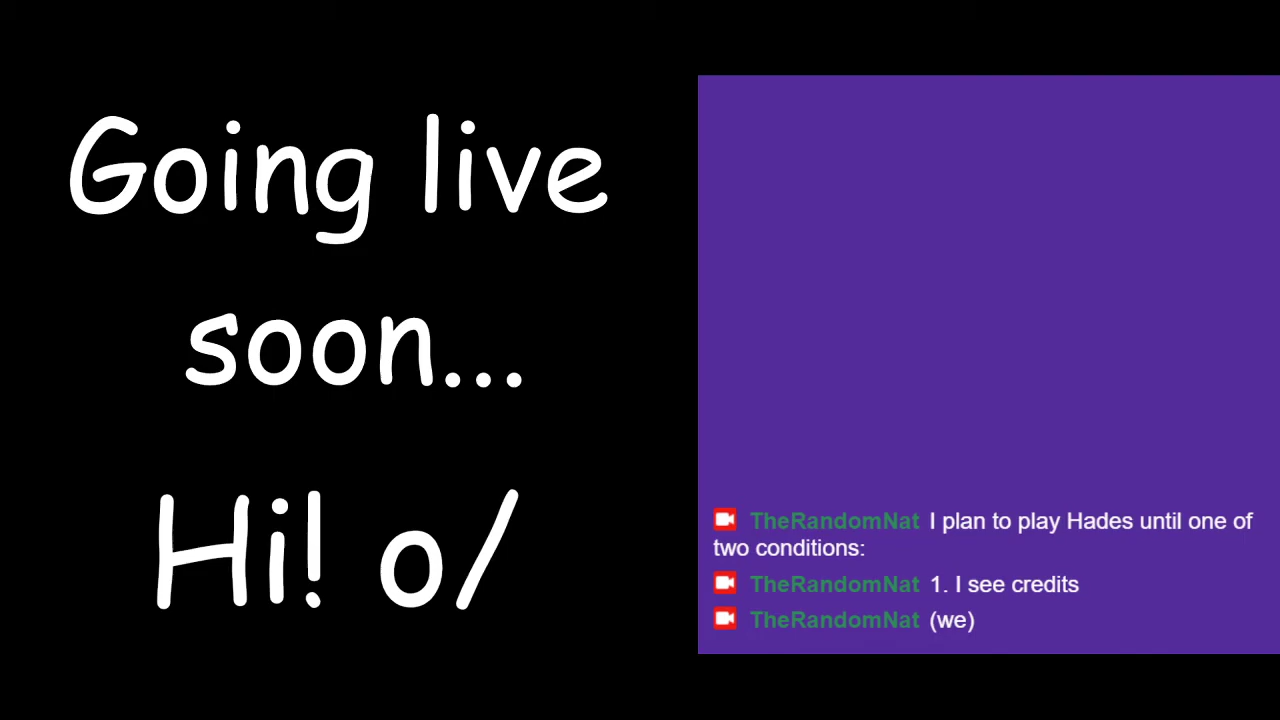 Going live
soon...
Hi! o/
TheRandomNat I plan to play Hades until one of
two conditions:
TheRandomNat 1. I see credits
TheRandomNat (we)